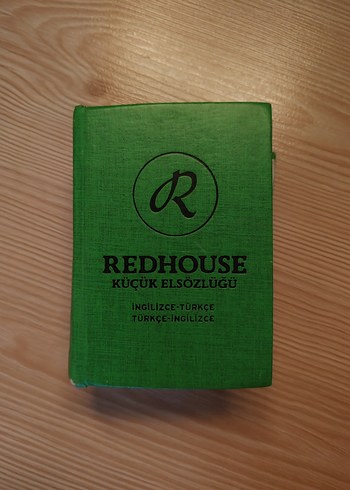 R
REDHOUSE
KÜÇÜK ELSÖZLÜĞÜ
İNGİLİZCE-TÜRKÇE
TÜRKÇE-İNGİLİZCE